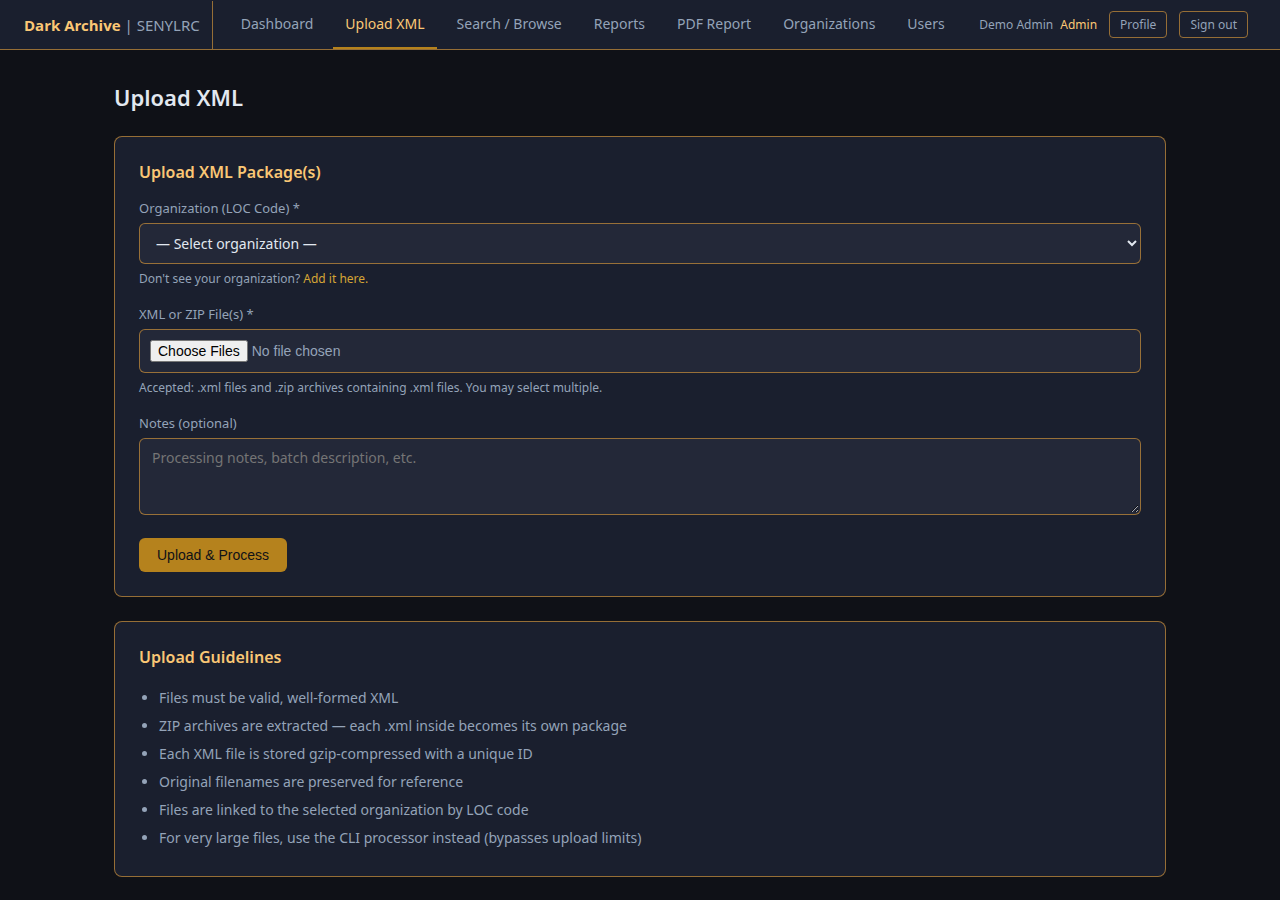 Dark Archive | SENYLRC
Dashboard
Upload XML
Search / Browse
Reports
PDF Report
Organizations
Users
Demo Admin Admin
Profile
Sign out
Upload XML
Upload XML Package(s)
Organization (LOC Code) *
— Select organization —
Don't see your organization? Add it here.
XML or ZIP File(s) *
Choose Files No file chosen
Accepted: .xml files and .zip archives containing .xml files. You may select multiple.
Notes (optional)
Processing notes, batch description, etc.
Upload & Process
Upload Guidelines
Files must be valid, well-formed XML
ZIP archives are extracted — each .xml inside becomes its own package
Each XML file is stored gzip-compressed with a unique ID
Original filenames are preserved for reference
Files are linked to the selected organization by LOC code
For very large files, use the CLI processor instead (bypasses upload limits)